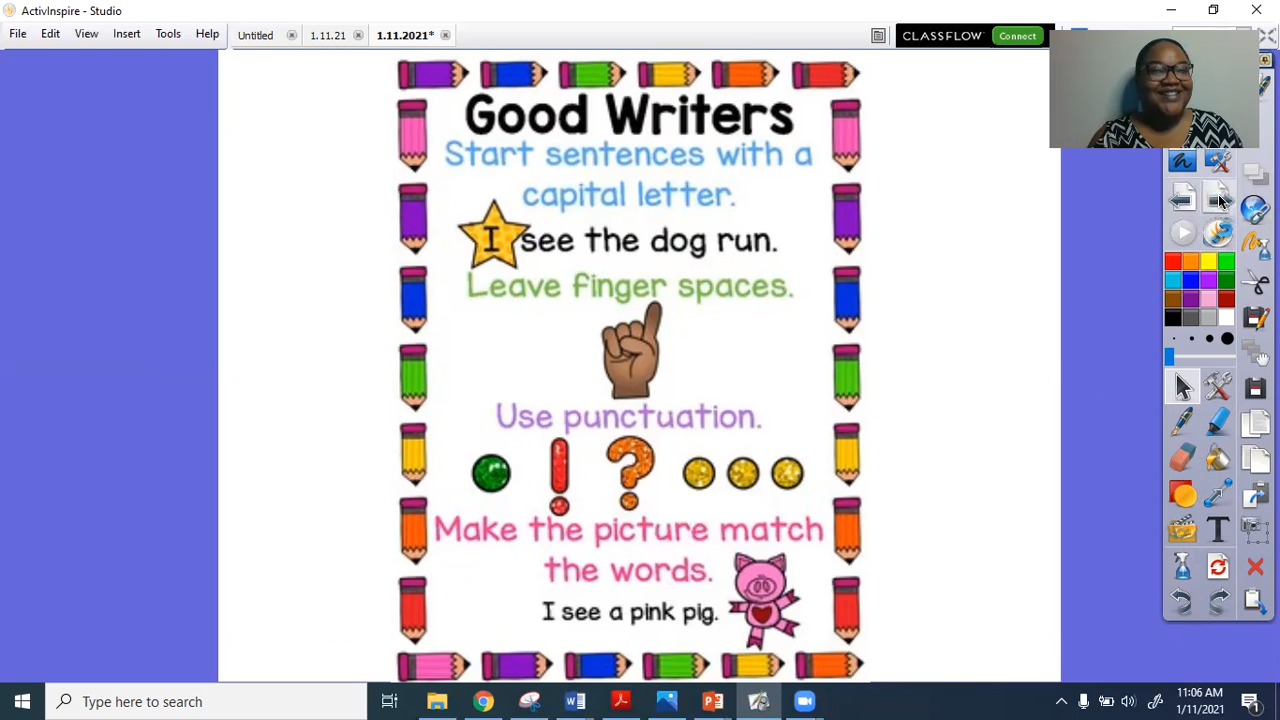 ActivInspire - Studio
File Edit View Insert Tools Help
Untitled 1.11.21 1.11.2021*
CLASSFLOW Connect
Good Writers
Start sentences with a
capital letter.
I see the dog run.
Leave finger spaces.
Use punctuation.
. ! ? ...
Make the picture match
the words.
I see a pink pig.
T
Type here to search
11:06 AM
1/11/2021
1